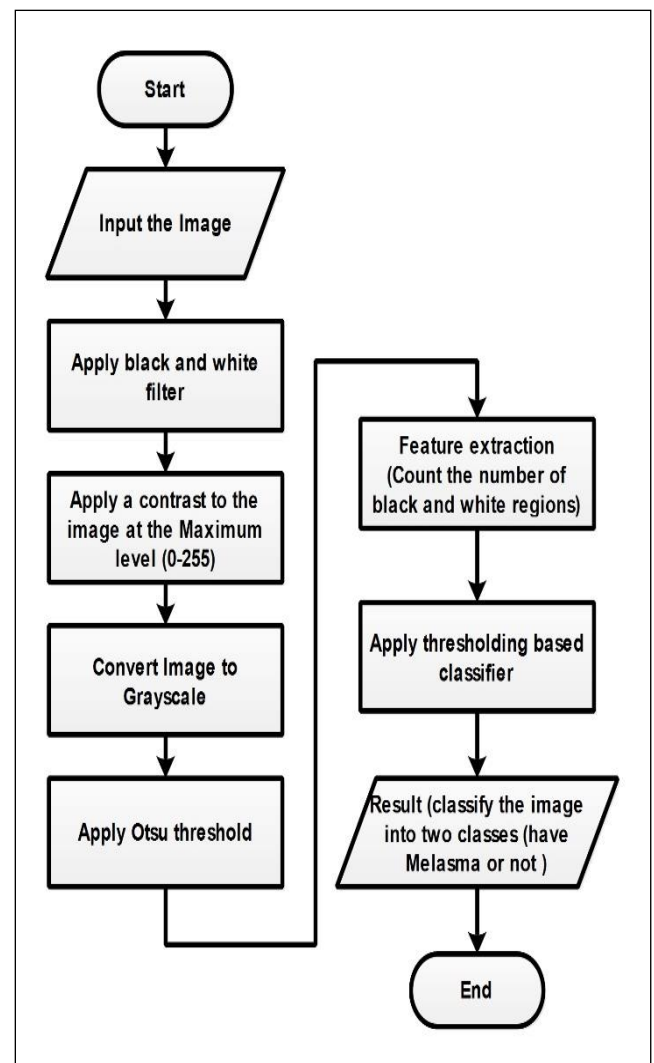 Start
Input the Image
Apply black and white
filter
Apply a contrast to the
image at the Maximum
level (0-255)
Convert Image to
Grayscale
Apply Otsu threshold
Feature extraction
(Count the number of
black and white regions)
Apply thresholding based
classifier
Result (classify the image
into two classes (have
Melasma or not )
End